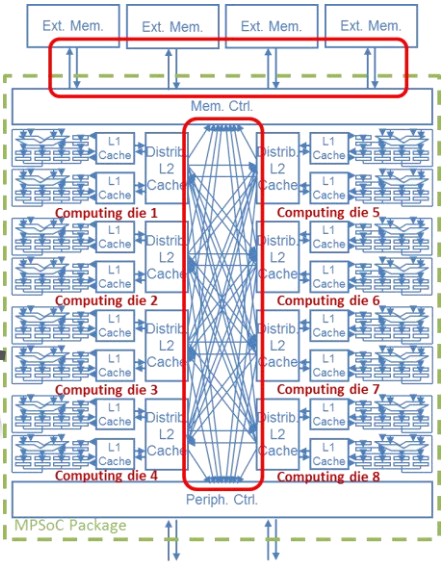 Ext. Mem. Ext. Mem. Ext. Mem. Ext. Mem.
Mem. Ctrl.
L1 Cache
Distrib. L2 Cache
L1 Cache
Computing die 1
Distrib. L2 Cache
L1 Cache
L1 Cache
Computing die 5
L1 Cache
Distrib. L2 Cache
L1 Cache
Computing die 2
Distrib. L2 Cache
L1 Cache
L1 Cache
Computing die 6
L1 Cache
Distrib. L2 Cache
L1 Cache
Computing die 3
Distrib. L2 Cache
L1 Cache
L1 Cache
Computing die 7
L1 Cache
Distrib. L2 Cache
L1 Cache
Computing die 4
Distrib. L2 Cache
L1 Cache
L1 Cache
Computing die 8
Periph. Ctrl.
MPSoC Package